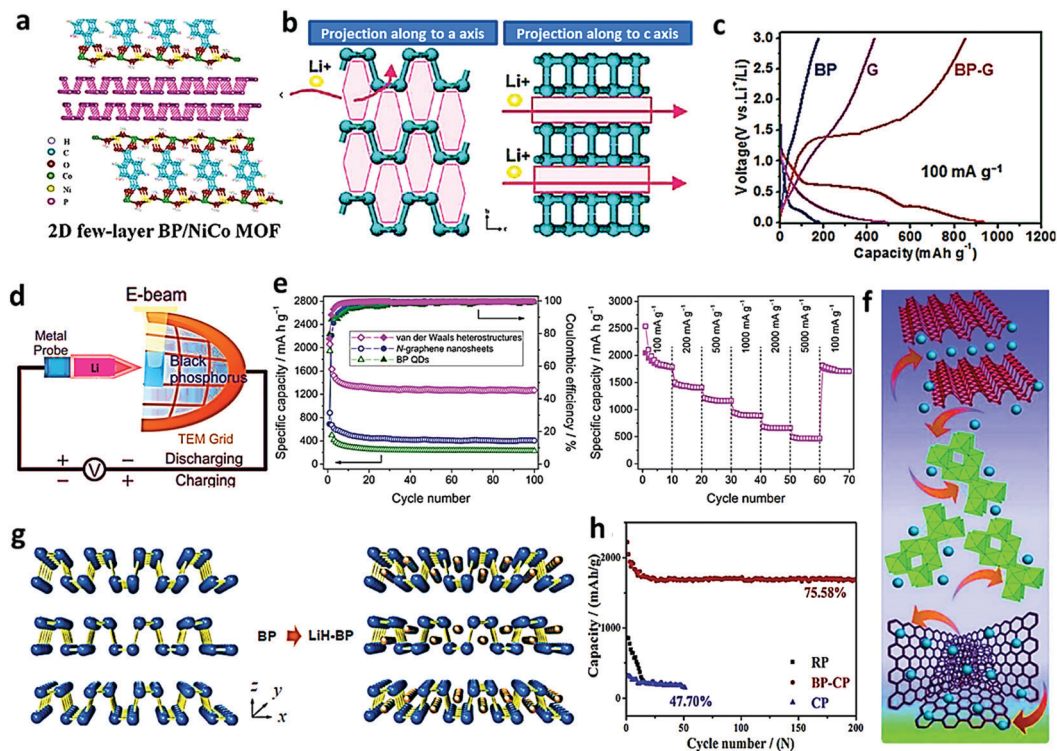 a
H
C
O
Co
Ni
P
2D few-layer BP/NiCo MOF
b
Projection along to a axis
Projection along to c axis
Li+
Li+
Li+
b
c
c
BP
G
BP-G
100 mA g⁻¹
Voltage(V vs.Li⁺/Li)
3.0
2.5
2.0
1.5
1.0
0.5
0.0
0 200 400 600 800 1000 1200
Capacity(mAh g⁻¹)
d
E-beam
Metal
Probe
Li
Black
phosphorus
TEM Grid
+ − Discharging
V
− + Charging
e
Specific capacity / mA h g⁻¹
2800
2400
2000
1600
1200
800
400
0
van der Waals heterostructures
N-graphene nanosheets
BP QDs
100
80
60
40
20
0
Coulombic efficiency / %
0 20 40 60 80 100
Cycle number
Specific capacity / mA h g⁻¹
3000
2500
2000
1500
1000
500
0
100 mA g⁻¹
200 mA g⁻¹
500 mA g⁻¹
1000 mA g⁻¹
2000 mA g⁻¹
5000 mA g⁻¹
100 mA g⁻¹
0 10 20 30 40 50 60 70
Cycle number
f
g
BP
LiH-BP
z
y
x
h
Capacity / (mAh/g)
2000
1000
0
75.58%
47.70%
RP
BP-CP
CP
0 50 100 150 200
Cycle number / (N)